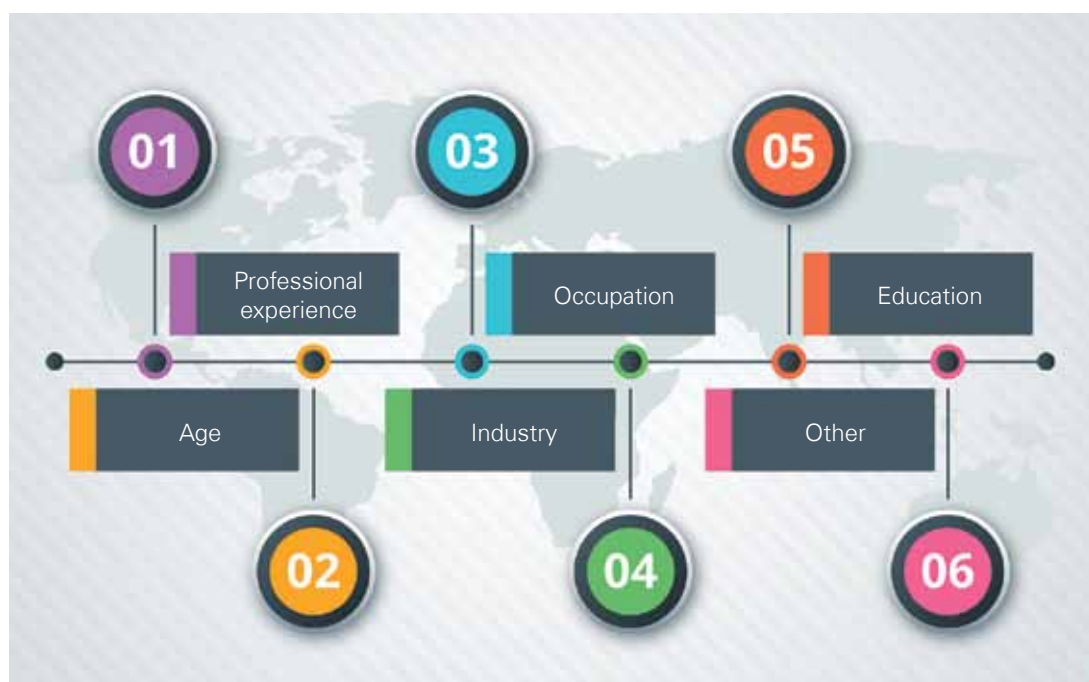 01
03
05
Professional
experience
Occupation
Education
Age
Industry
Other
02
04
06